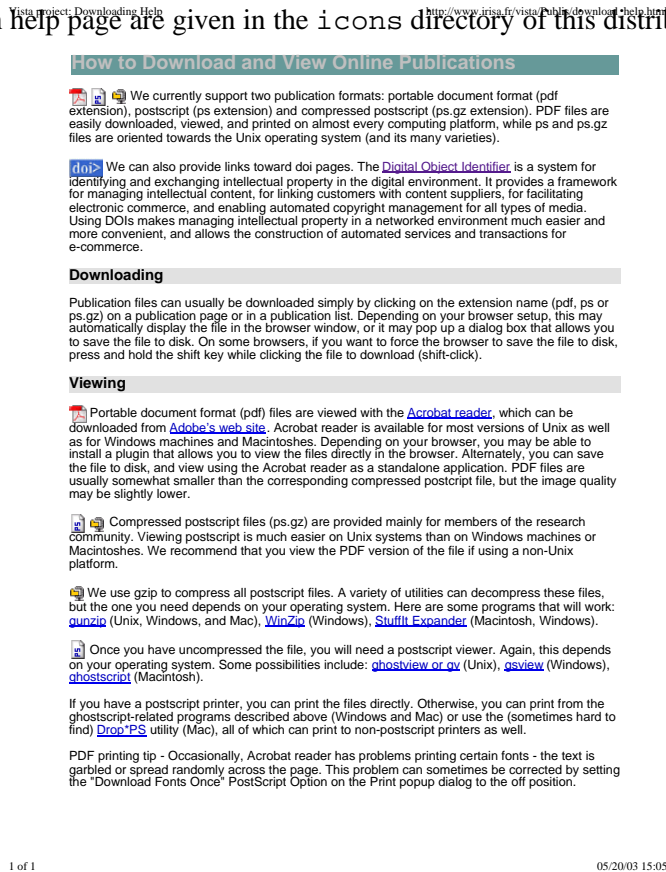 Vista project: Downloading Help
http://www.irisa.fr/vista/Publis/download_help.html
help page are given in the icons directory of this distri
How to Download and View Online Publications
We currently support two publication formats: portable document format (pdf
extension), postscript (ps extension) and compressed postscript (ps.gz extension). PDF files are
easily downloaded, viewed, and printed on almost every computing platform, while ps and ps.gz
files are oriented towards the Unix operating system (and its many varieties).
doi> We can also provide links toward doi pages. The Digital Object Identifier is a system for
identifying and exchanging intellectual property in the digital environment. It provides a framework
for managing intellectual content, for linking customers with content suppliers, for facilitating
electronic commerce, and enabling automated copyright management for all types of media.
Using DOIs makes managing intellectual property in a networked environment much easier and
more convenient, and allows the construction of automated services and transactions for
e-commerce.
Downloading
Publication files can usually be downloaded simply by clicking on the extension name (pdf, ps or
ps.gz) on a publication page or in a publication list. Depending on your browser setup, this may
automatically display the file in the browser window, or it may pop up a dialog box that allows you
to save the file to disk. On some browsers, if you want to force the browser to save the file to disk,
press and hold the shift key while clicking the file to download (shift-click).
Viewing
Portable document format (pdf) files are viewed with the Acrobat reader, which can be
downloaded from Adobe's web site. Acrobat reader is available for most versions of Unix as well
as for Windows machines and Macintoshes. Depending on your browser, you may be able to
install a plugin that allows you to view the files directly in the browser. Alternately, you can save
the file to disk, and view using the Acrobat reader as a standalone application. PDF files are
usually somewhat smaller than the corresponding compressed postcript file, but the image quality
may be slightly lower.
PS Compressed postscript files (ps.gz) are provided mainly for members of the research
community. Viewing postscript is much easier on Unix systems than on Windows machines or
Macintoshes. We recommend that you view the PDF version of the file if using a non-Unix
platform.
We use gzip to compress all postscript files. A variety of utilities can decompress these files,
but the one you need depends on your operating system. Here are some programs that will work:
gunzip (Unix, Windows, and Mac), WinZip (Windows), StuffIt Expander (Macintosh, Windows).
PS Once you have uncompressed the file, you will need a postscript viewer. Again, this depends
on your operating system. Some possibilities include: ghostview or gv (Unix), gsview (Windows),
ghostscript (Macintosh).
If you have a postscript printer, you can print the files directly. Otherwise, you can print from the
ghostscript-related programs described above (Windows and Mac) or use the (sometimes hard to
find) Drop*PS utility (Mac), all of which can print to non-postscript printers as well.
PDF printing tip - Occasionally, Acrobat reader has problems printing certain fonts - the text is
garbled or spread randomly across the page. This problem can sometimes be corrected by setting
the "Download Fonts Once" PostScript Option on the Print popup dialog to the off position.
1 of 1
05/20/03 15:05